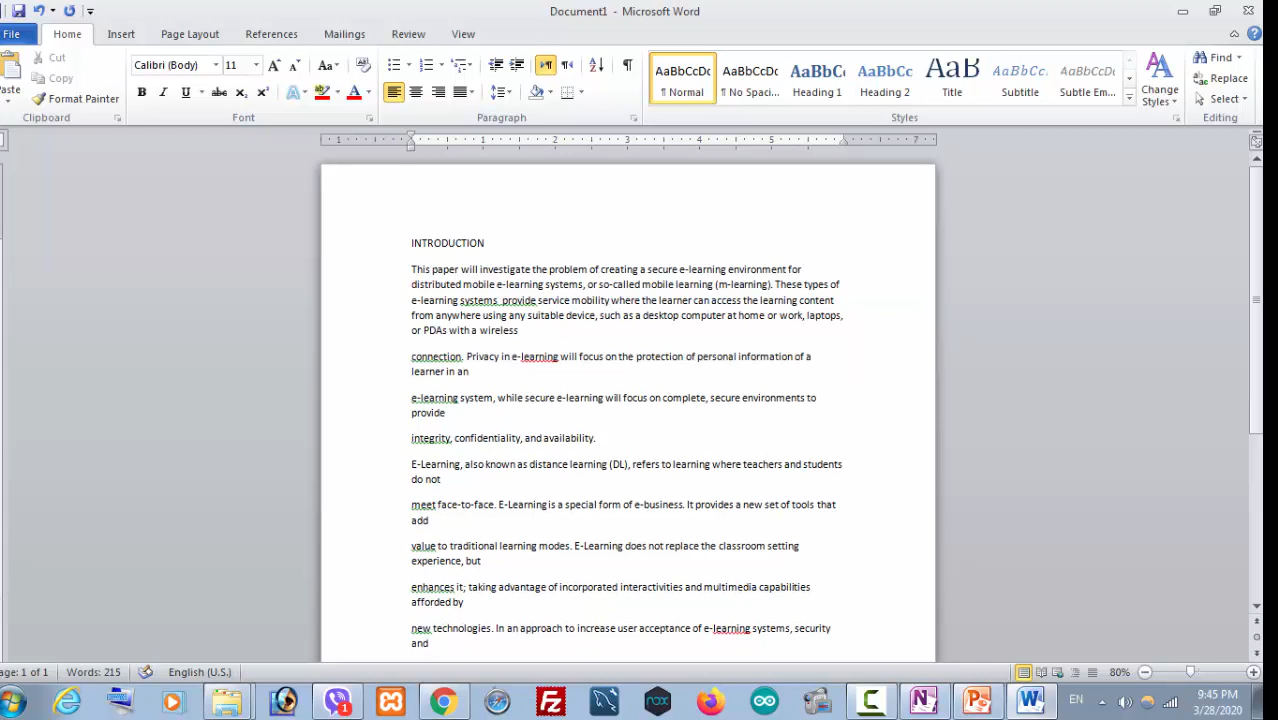 Document1 - Microsoft Word
File Home Insert Page Layout References Mailings Review View
Cut
Copy
Format Painter
Paste
Calibri (Body) 11
Clipboard Font Paragraph Styles Editing
AaBbCcDc AaBbCcDc AaBbC AaBbCc AaB AaBbCc. AaBbCcDc
¶ Normal ¶ No Spaci... Heading 1 Heading 2 Title Subtitle Subtle Em...
Change Styles
Find
Replace
Select
1 1 2 3 4 5 7
INTRODUCTION
This paper will investigate the problem of creating a secure e-learning environment for
distributed mobile e-learning systems, or so-called mobile learning (m-learning). These types of
e-learning systems provide service mobility where the learner can access the learning content
from anywhere using any suitable device, such as a desktop computer at home or work, laptops,
or PDAs with a wireless
connection. Privacy in e-learning will focus on the protection of personal information of a
learner in an
e-learning system, while secure e-learning will focus on complete, secure environments to
provide
integrity, confidentiality, and availability.
E-Learning, also known as distance learning (DL), refers to learning where teachers and students
do not
meet face-to-face. E-Learning is a special form of e-business. It provides a new set of tools that
add
value to traditional learning modes. E-Learning does not replace the classroom setting
experience, but
enhances it; taking advantage of incorporated interactivities and multimedia capabilities
afforded by
new technologies. In an approach to increase user acceptance of e-learning systems, security
and
age: 1 of 1 Words: 215 English (U.S.) 80%
EN 9:45 PM
3/28/2020